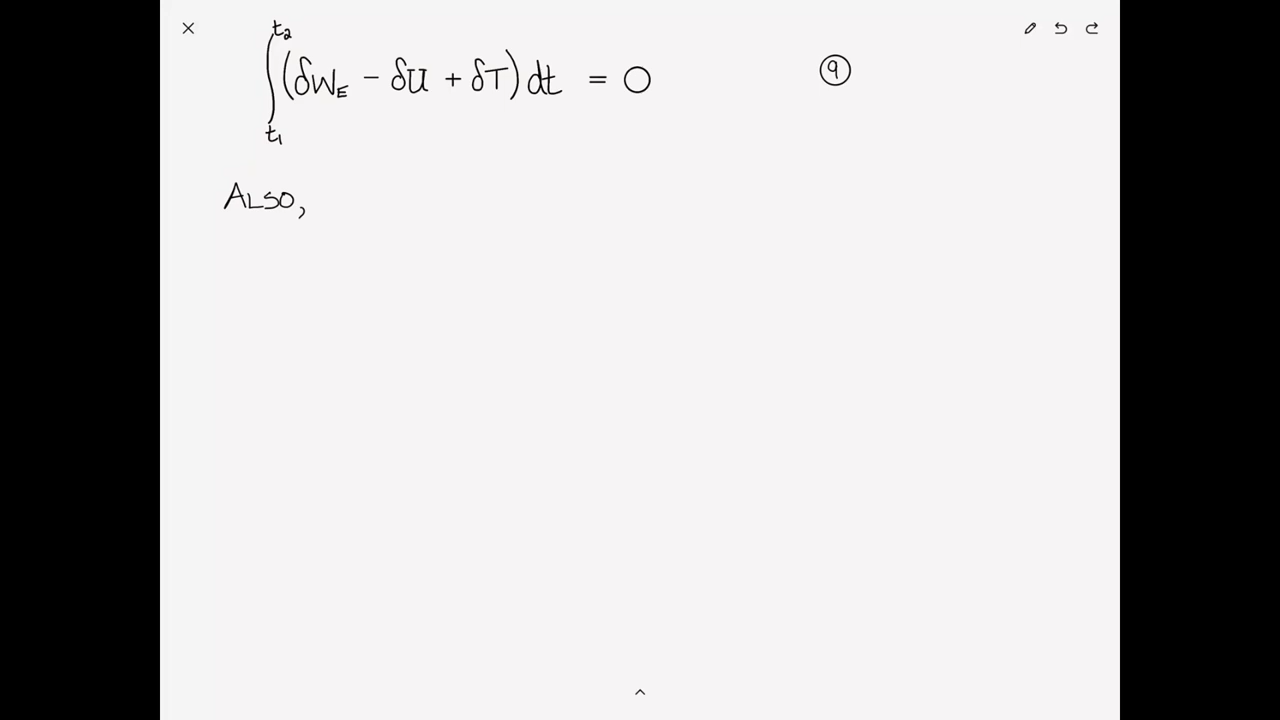 ∫_{t₁}^{t₂} (δW_E − δU + δT) dt = 0 ⑨
ALSO,